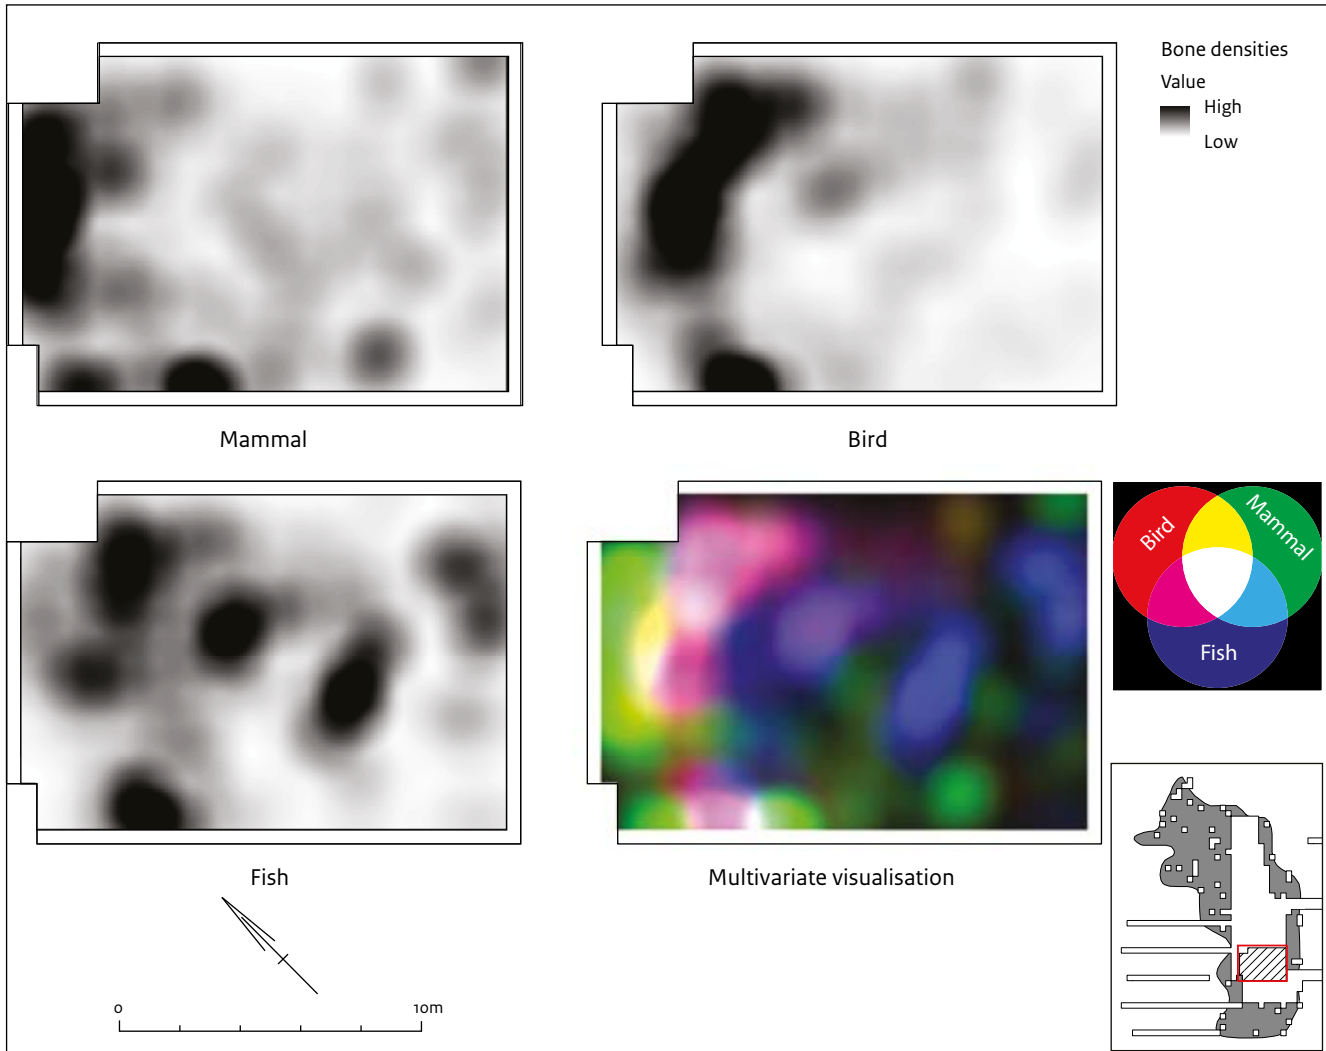 Bone densities
Value
High
Low
Mammal
Bird
Bird
Mammal
Fish
Fish
Multivariate visualisation
0
10m